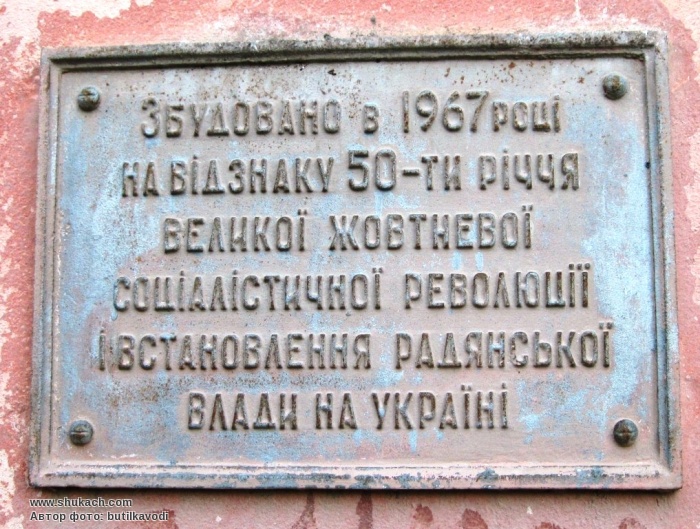 Збудовано в 1967 році
на відзнаку 50-ти річчя
Великої Жовтневої
соціалістичної революції
і встановлення радянської
влади на Україні
www.shukach.com
Автор фото: butilkavodi